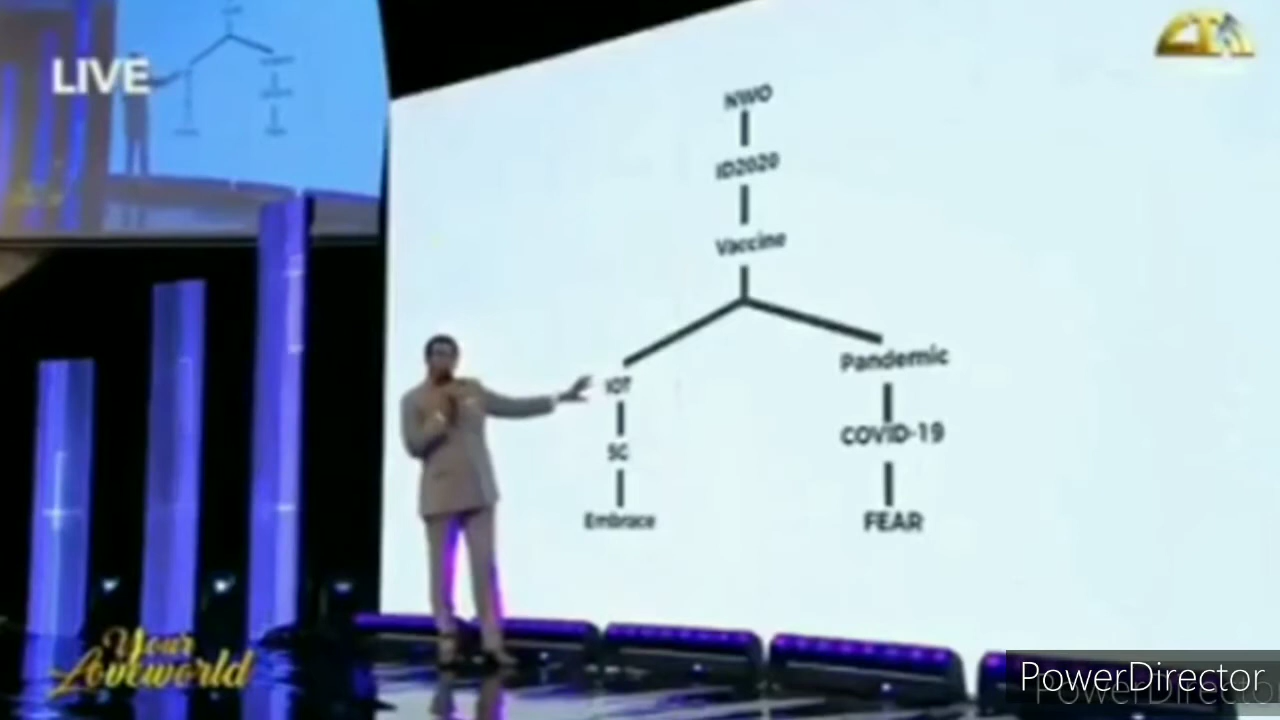 LIVE
NWO
ID2020
Vaccine
IOT
5G
Embrace
Pandemic
COVID-19
FEAR
Your
Loveworld
PowerDirector